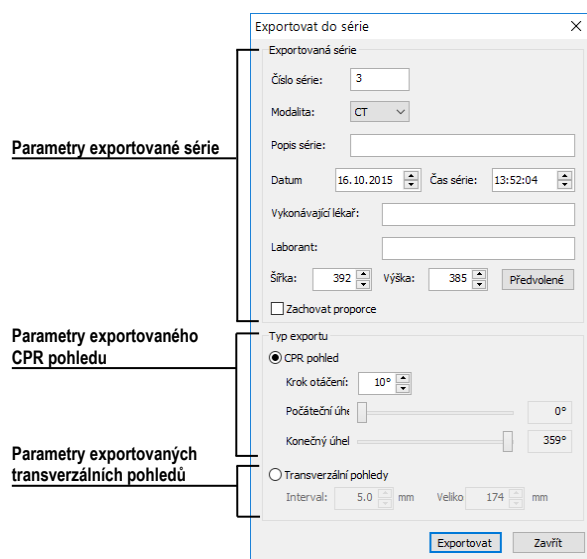 Exportovat do série
Exportovaná série
Číslo série: 3
Modalita: CT
Parametry exportované série
Popis série:
Datum 16.10.2015 Čas série: 13:52:04
Vykonávající lékař:
Laborant:
Šířka: 392 Výška: 385 Předvolené
Zachovat proporce
Parametry exportovaného
CPR pohledu
Typ exportu
CPR pohled
Krok otáčení: 10°
Počáteční úhe 0°
Konečný úhel 359°
Parametry exportovaných
transverzálních pohledů
Transverzální pohledy
Interval: 5.0 mm Veliko 174 mm
Exportovat Zavřít